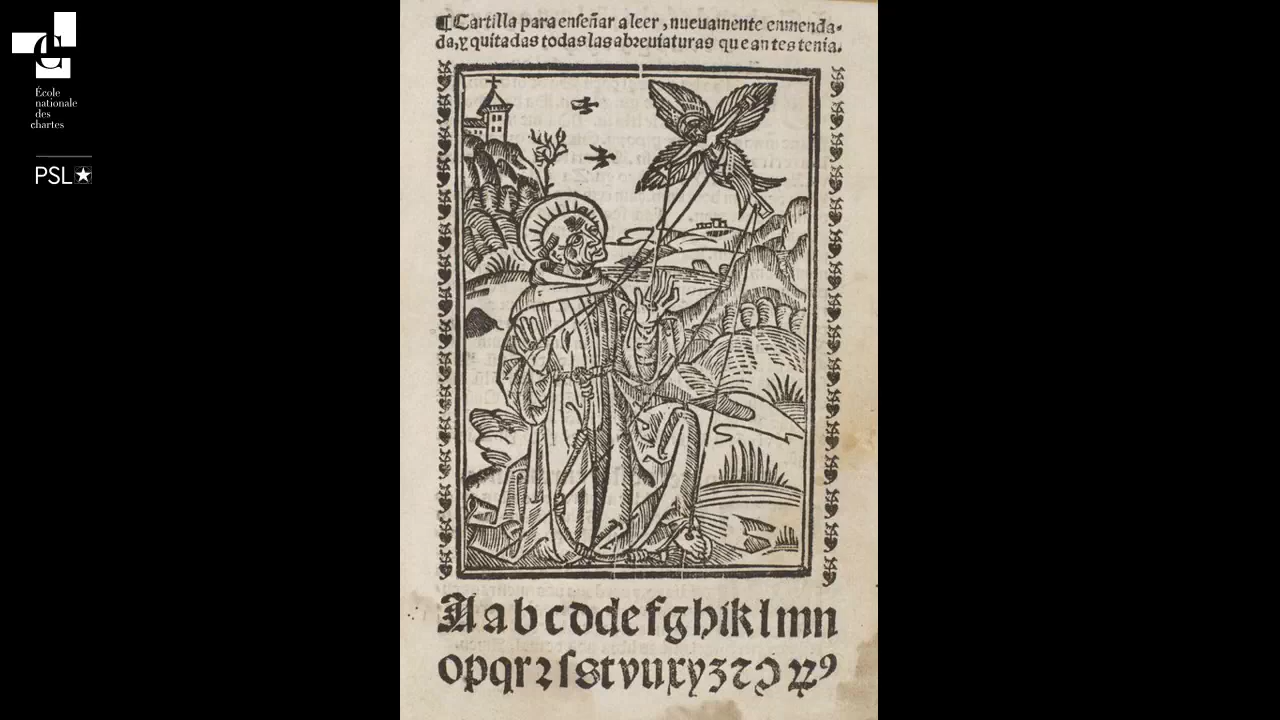 École
nationale
des
chartes
PSL★
¶Cartilla para enseñar a leer, nueuamente enmenda-
da, y quitadas todas las abreuiaturas que antes tenia.
A a b c d d e f g h i k l m n
o p q r ꝛ ſ s t v u x y z ꝫ ꝯ ꝝ ꝰ